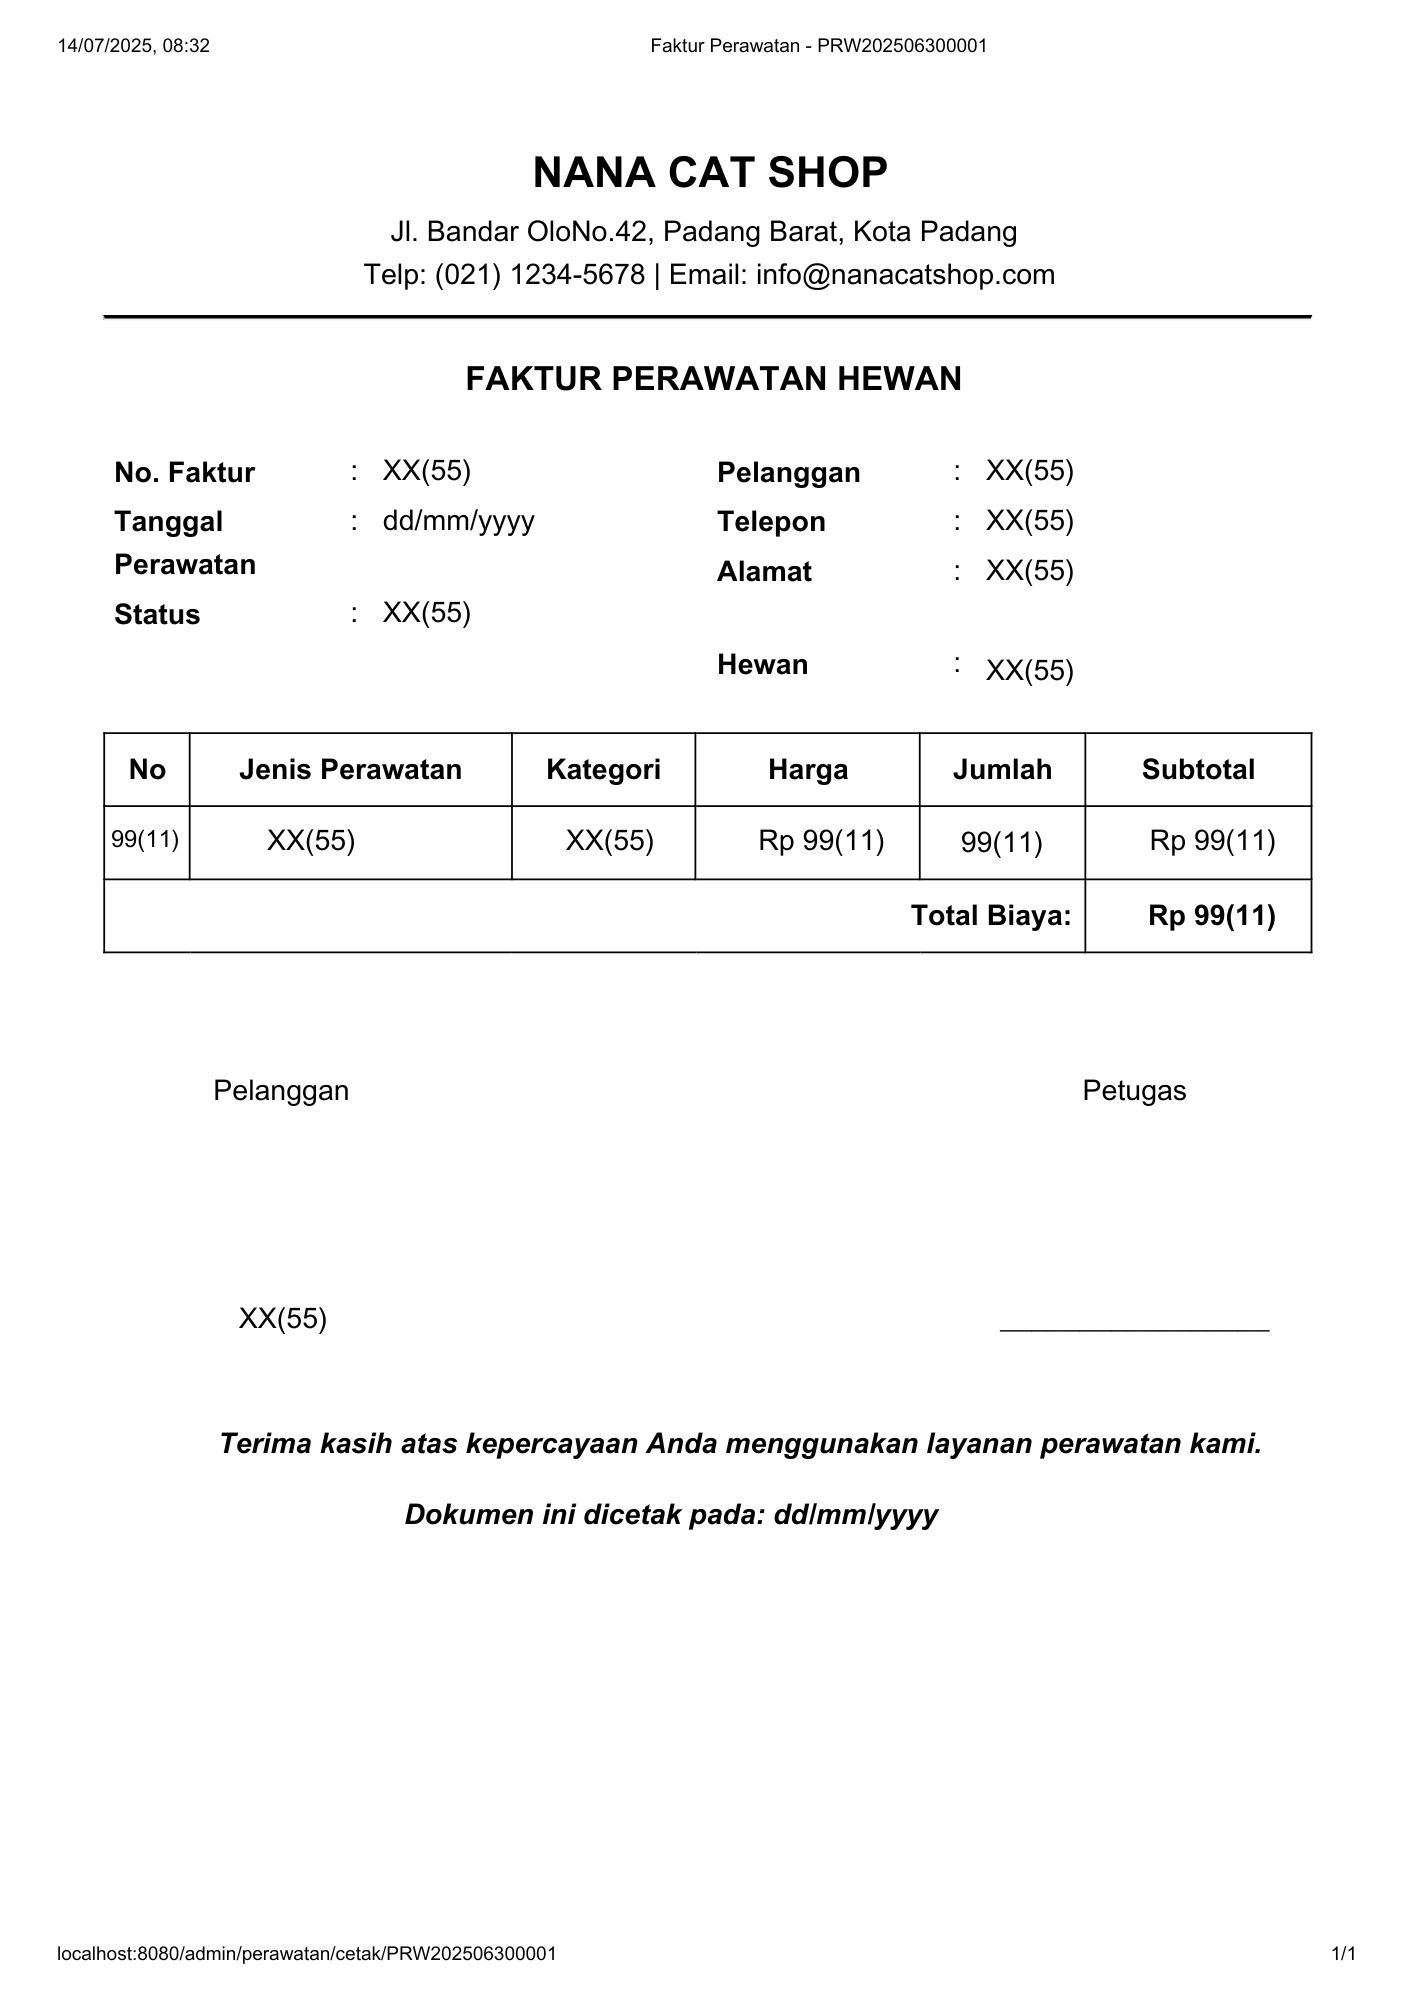 14/07/2025, 08:32 Faktur Perawatan - PRW202506300001
NANA CAT SHOP
Jl. Bandar OloNo.42, Padang Barat, Kota Padang
Telp: (021) 1234-5678 | Email: info@nanacatshop.com
FAKTUR PERAWATAN HEWAN
No. Faktur : XX(55)
Tanggal Perawatan : dd/mm/yyyy
Status : XX(55)
Pelanggan : XX(55)
Telepon : XX(55)
Alamat : XX(55)
Hewan : XX(55)
No Jenis Perawatan Kategori Harga Jumlah Subtotal
99(11) XX(55) XX(55) Rp 99(11) 99(11) Rp 99(11)
Total Biaya: Rp 99(11)
Pelanggan Petugas
XX(55) __________________
Terima kasih atas kepercayaan Anda menggunakan layanan perawatan kami.
Dokumen ini dicetak pada: dd/mm/yyyy
localhost:8080/admin/perawatan/cetak/PRW202506300001 1/1